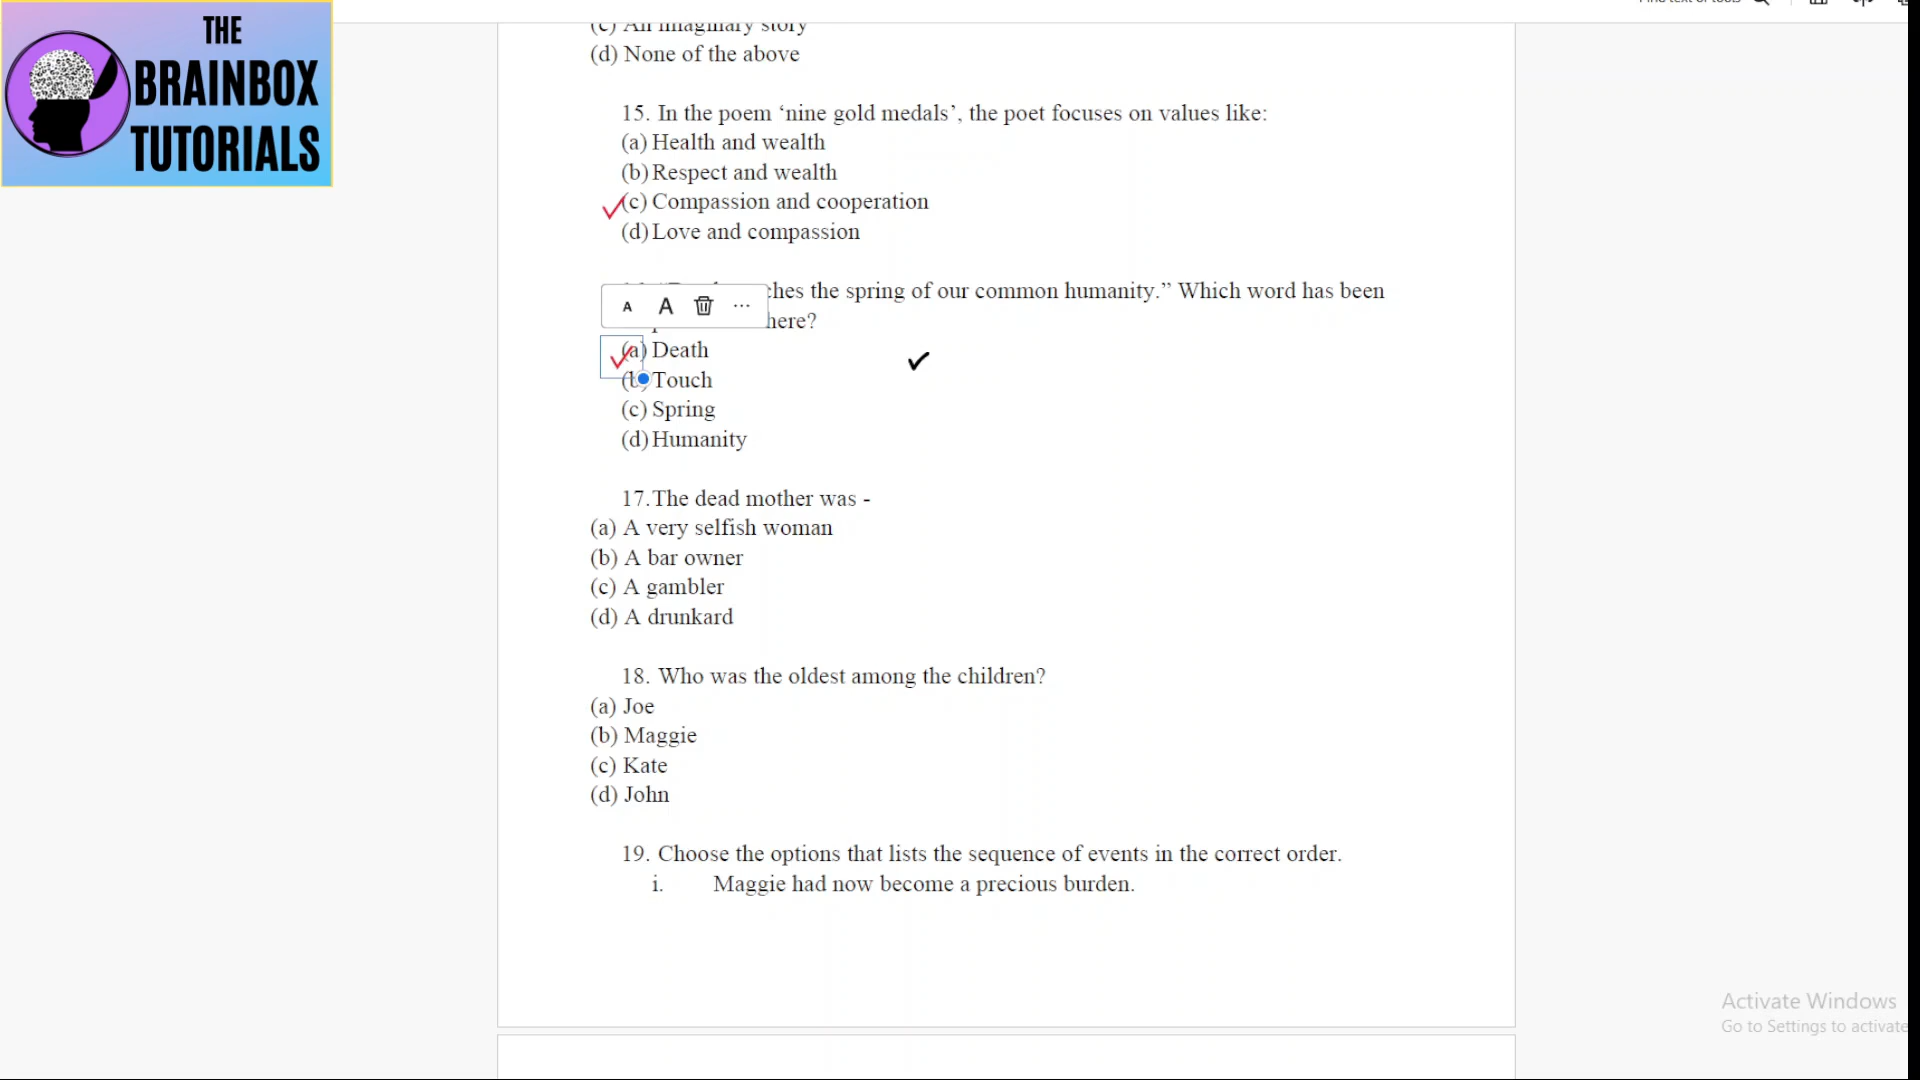 THE
BRAINBOX
TUTORIALS
(c) An imaginary story
(d) None of the above
15. In the poem ‘nine gold medals’, the poet focuses on values like:
(a) Health and wealth
(b) Respect and wealth
(c) Compassion and cooperation
(d) Love and compassion
ches the spring of our common humanity.” Which word has been
here?
A A ...
(a) Death
(b) Touch
(c) Spring
(d) Humanity
17. The dead mother was -
(a) A very selfish woman
(b) A bar owner
(c) A gambler
(d) A drunkard
18. Who was the oldest among the children?
(a) Joe
(b) Maggie
(c) Kate
(d) John
19. Choose the options that lists the sequence of events in the correct order.
i. Maggie had now become a precious burden.
Activate Windows
Go to Settings to activate